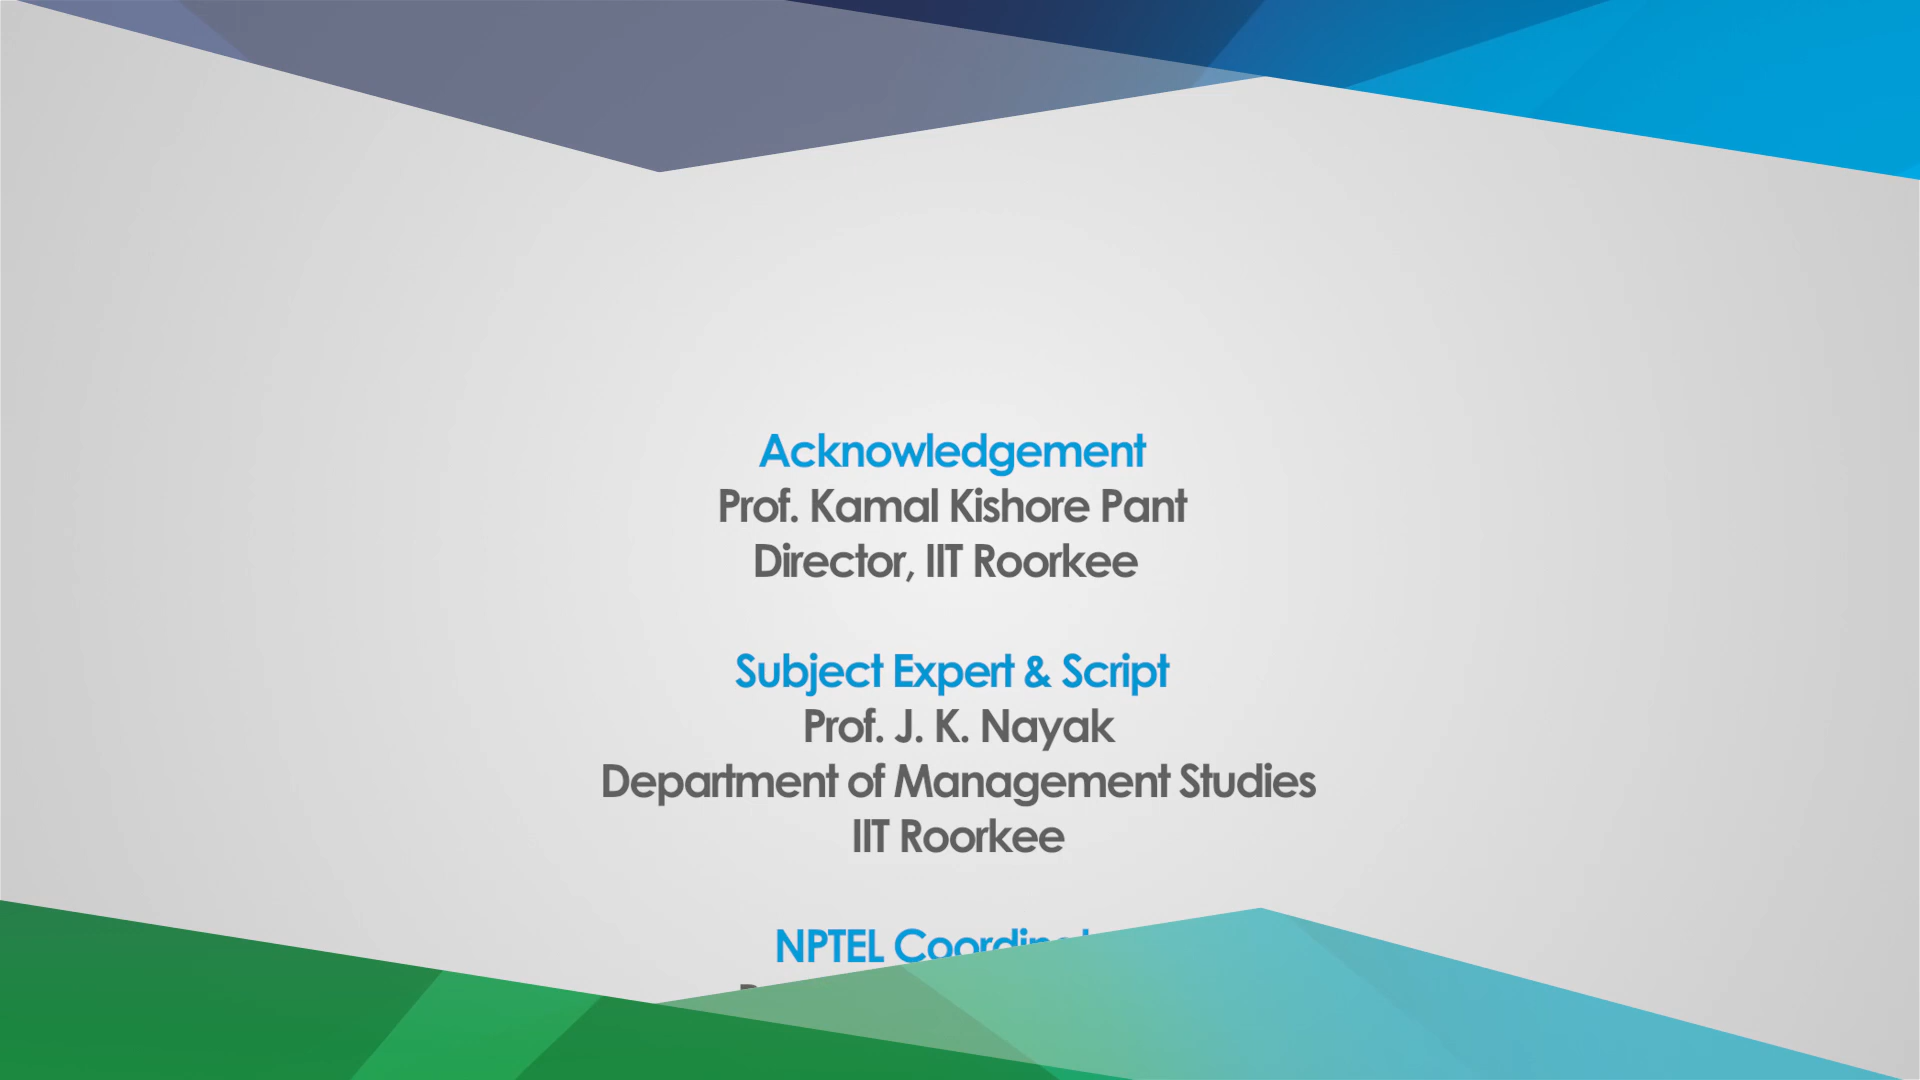 Acknowledgement
Prof. Kamal Kishore Pant
Director, IIT Roorkee
Subject Expert & Script
Prof. J. K. Nayak
Department of Management Studies
IIT Roorkee
NPTEL